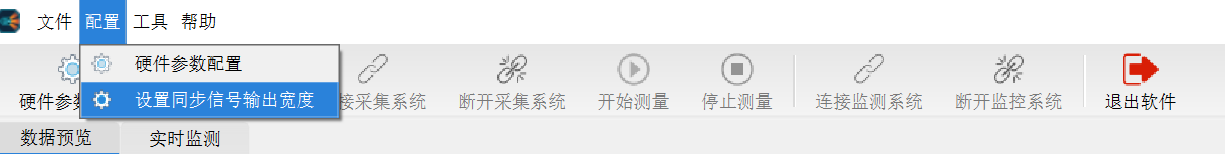 文件 配置 工具 帮助
硬件参数配置
设置同步信号输出宽度
硬件参数 接采集系统 断开采集系统 开始测量 停止测量 连接监测系统 断开监控系统 退出软件
数据预览 实时监测